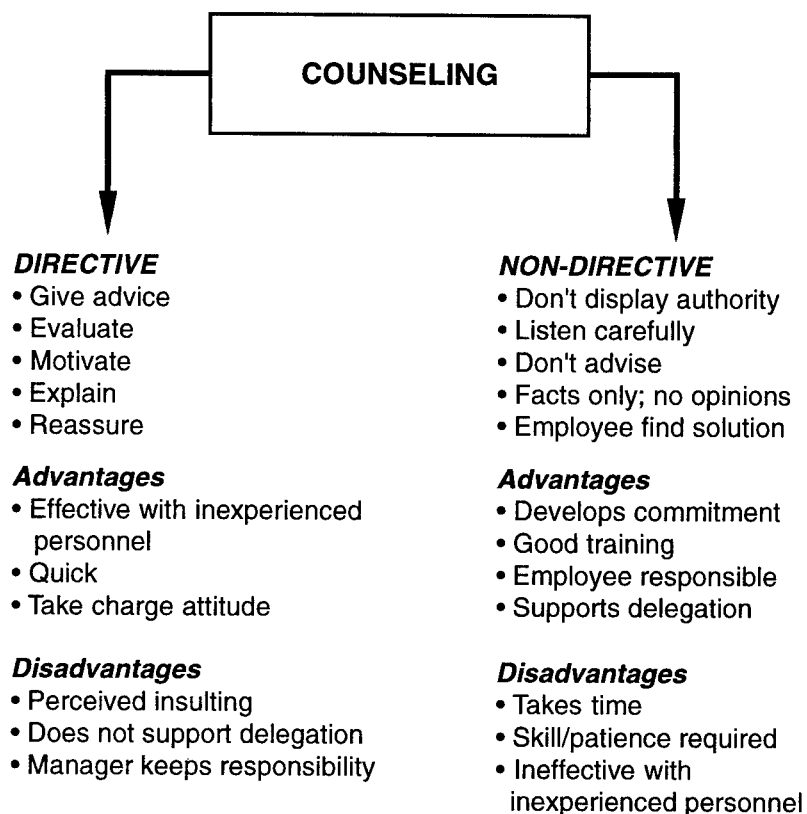 COUNSELING
DIRECTIVE
• Give advice
• Evaluate
• Motivate
• Explain
• Reassure
Advantages
• Effective with inexperienced
personnel
• Quick
• Take charge attitude
Disadvantages
• Perceived insulting
• Does not support delegation
• Manager keeps responsibility
NON-DIRECTIVE
• Don't display authority
• Listen carefully
• Don't advise
• Facts only; no opinions
• Employee find solution
Advantages
• Develops commitment
• Good training
• Employee responsible
• Supports delegation
Disadvantages
• Takes time
• Skill/patience required
• Ineffective with
inexperienced personnel